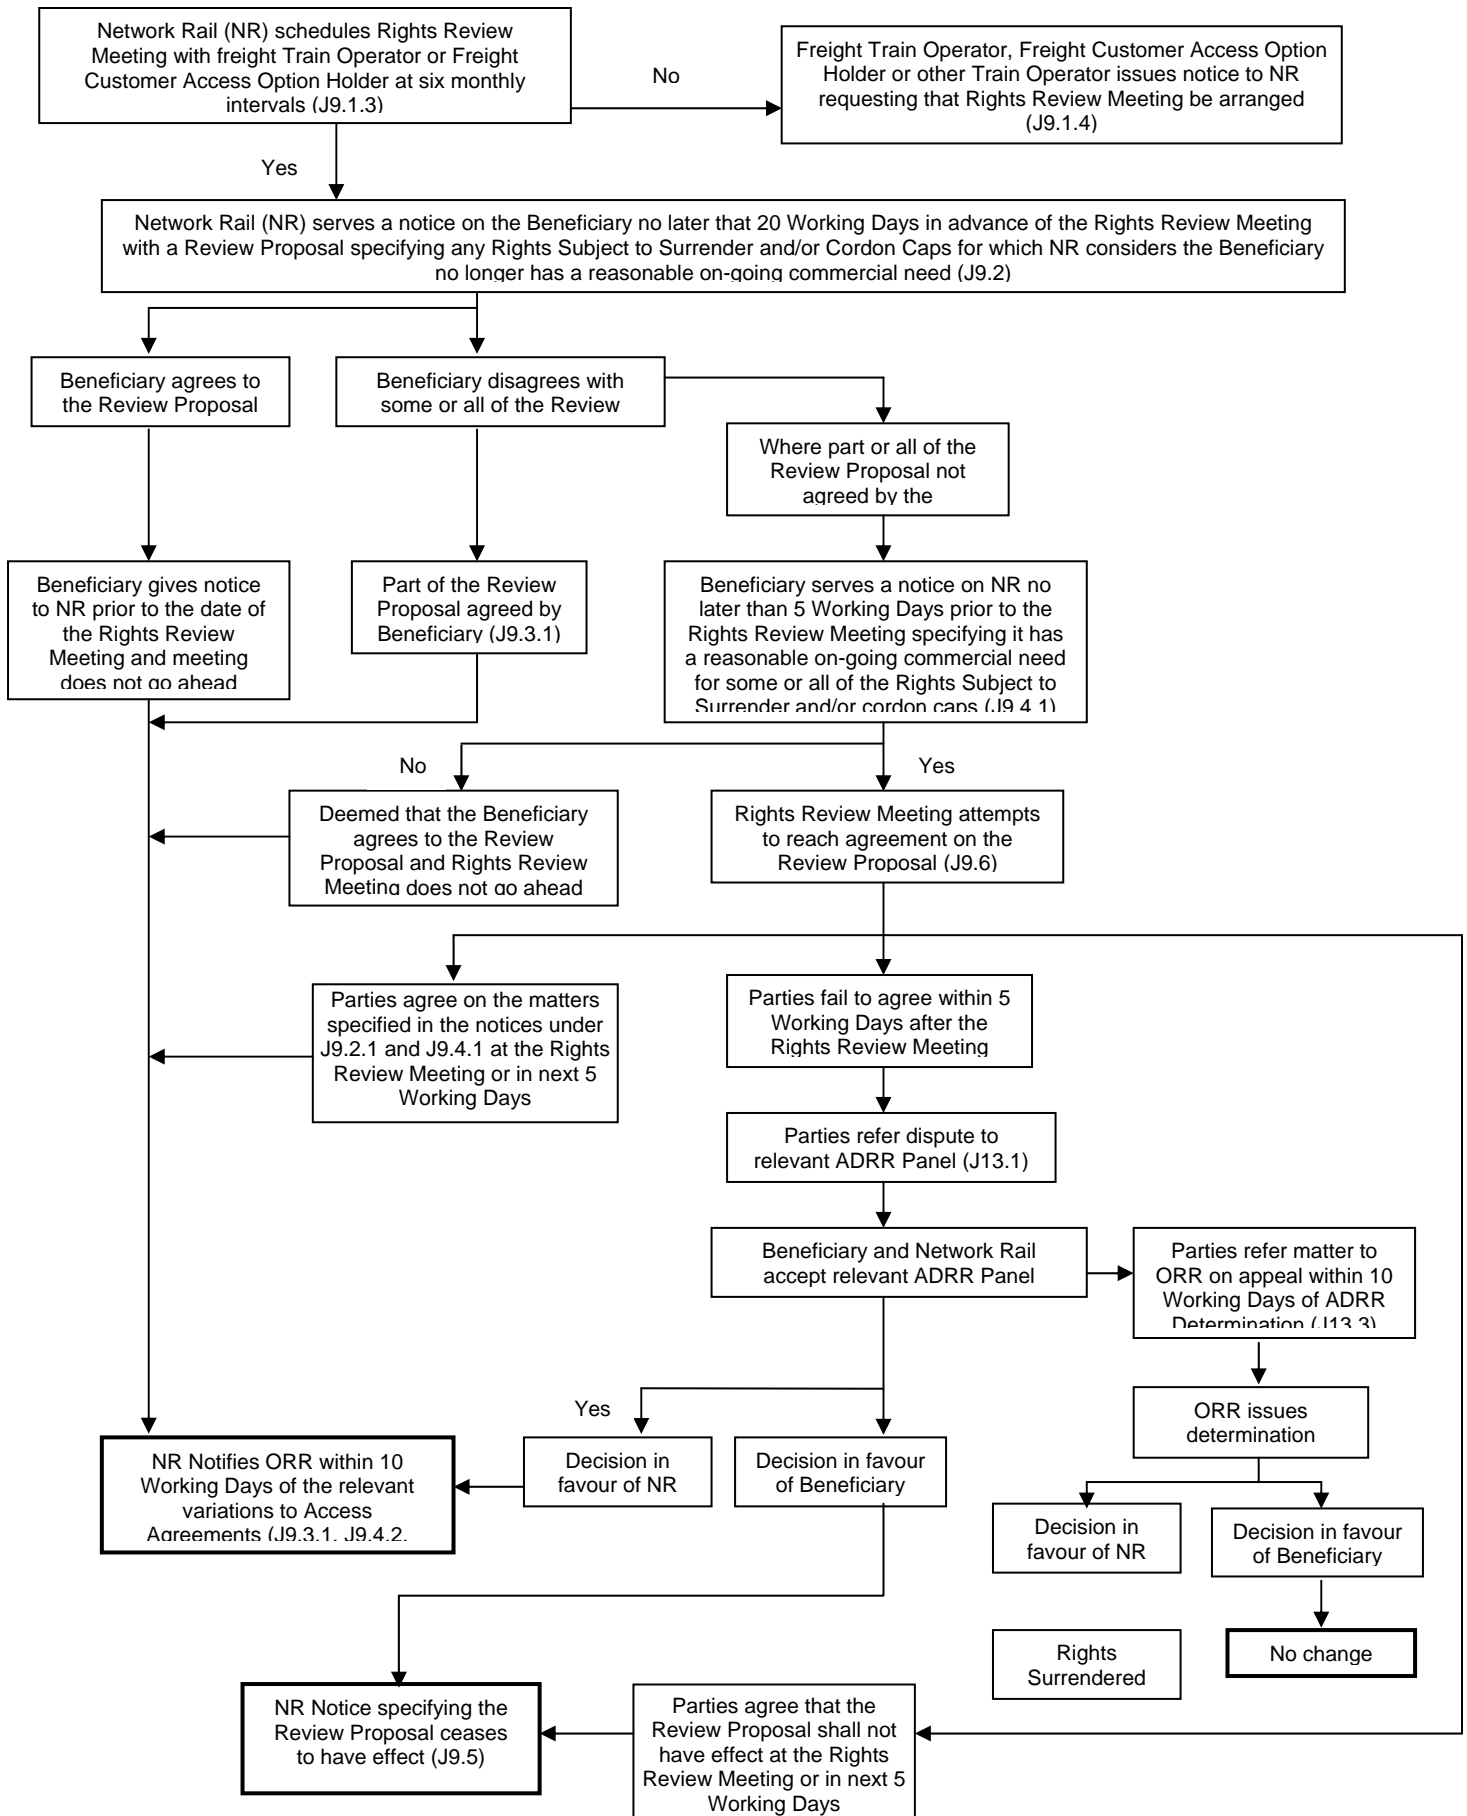 Network Rail (NR) schedules Rights Review
Meeting with freight Train Operator or Freight
Customer Access Option Holder at six monthly
intervals (J9.1.3)
No
Freight Train Operator, Freight Customer Access Option
Holder or other Train Operator issues notice to NR
requesting that Rights Review Meeting be arranged
(J9.1.4)
Yes
Network Rail (NR) serves a notice on the Beneficiary no later that 20 Working Days in advance of the Rights Review Meeting
with a Review Proposal specifying any Rights Subject to Surrender and/or Cordon Caps for which NR considers the Beneficiary
no longer has a reasonable on-going commercial need (J9.2)
Beneficiary agrees to
the Review Proposal
Beneficiary disagrees with
some or all of the Review
Where part or all of the
Review Proposal not
agreed by the
Beneficiary gives notice
to NR prior to the date of
the Rights Review
Meeting and meeting
does not go ahead
Part of the Review
Proposal agreed by
Beneficiary (J9.3.1)
Beneficiary serves a notice on NR no
later than 5 Working Days prior to the
Rights Review Meeting specifying it has
a reasonable on-going commercial need
for some or all of the Rights Subject to
Surrender and/or cordon caps (J9.4.1)
No
Yes
Deemed that the Beneficiary
agrees to the Review
Proposal and Rights Review
Meeting does not go ahead
Rights Review Meeting attempts
to reach agreement on the
Review Proposal (J9.6)
Parties agree on the matters
specified in the notices under
J9.2.1 and J9.4.1 at the Rights
Review Meeting or in next 5
Working Days
Parties fail to agree within 5
Working Days after the
Rights Review Meeting
Parties refer dispute to
relevant ADRR Panel (J13.1)
Beneficiary and Network Rail
accept relevant ADRR Panel
Parties refer matter to
ORR on appeal within 10
Working Days of ADRR
Determination (J13.3)
Yes
ORR issues
determination
NR Notifies ORR within 10
Working Days of the relevant
variations to Access
Agreements (J9.3.1, J9.4.2,
Decision in
favour of NR
Decision in favour
of Beneficiary
Decision in
favour of NR
Decision in favour
of Beneficiary
Rights
Surrendered
No change
NR Notice specifying the
Review Proposal ceases
to have effect (J9.5)
Parties agree that the
Review Proposal shall not
have effect at the Rights
Review Meeting or in next 5
Working Days